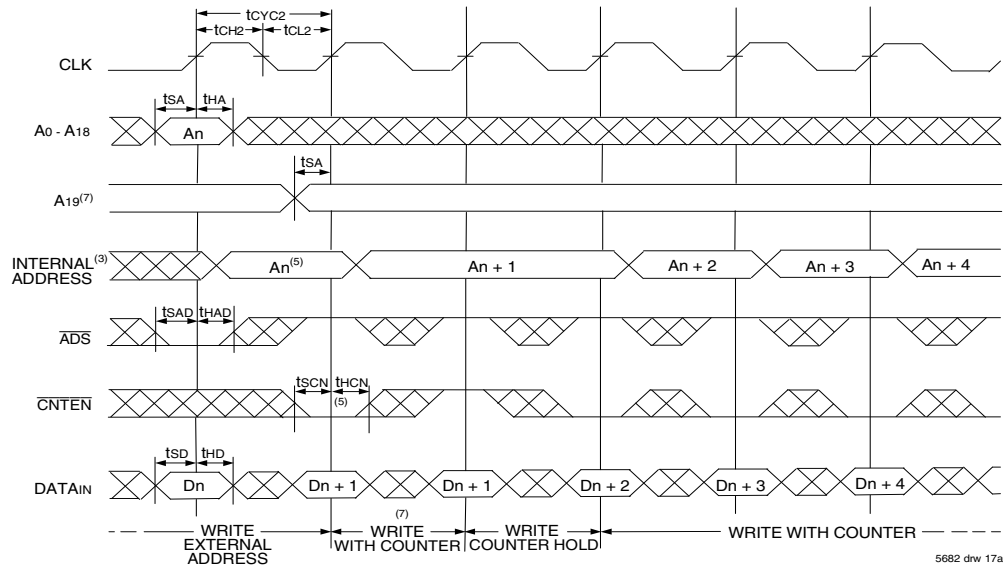 tCYC2
tCH2 tCL2
CLK
tSA tHA
A0 - A18 An
tSA
A19(7)
INTERNAL(3) ADDRESS An(5) An + 1 An + 2 An + 3 An + 4
tSAD tHAD
ADS
tSCN tHCN
CNTEN (5)
tSD tHD
DATAIN Dn Dn + 1 Dn + 1 Dn + 2 Dn + 3 Dn + 4
(7)
WRITE EXTERNAL ADDRESS WRITE WITH COUNTER WRITE COUNTER HOLD WRITE WITH COUNTER
5682 drw 17a